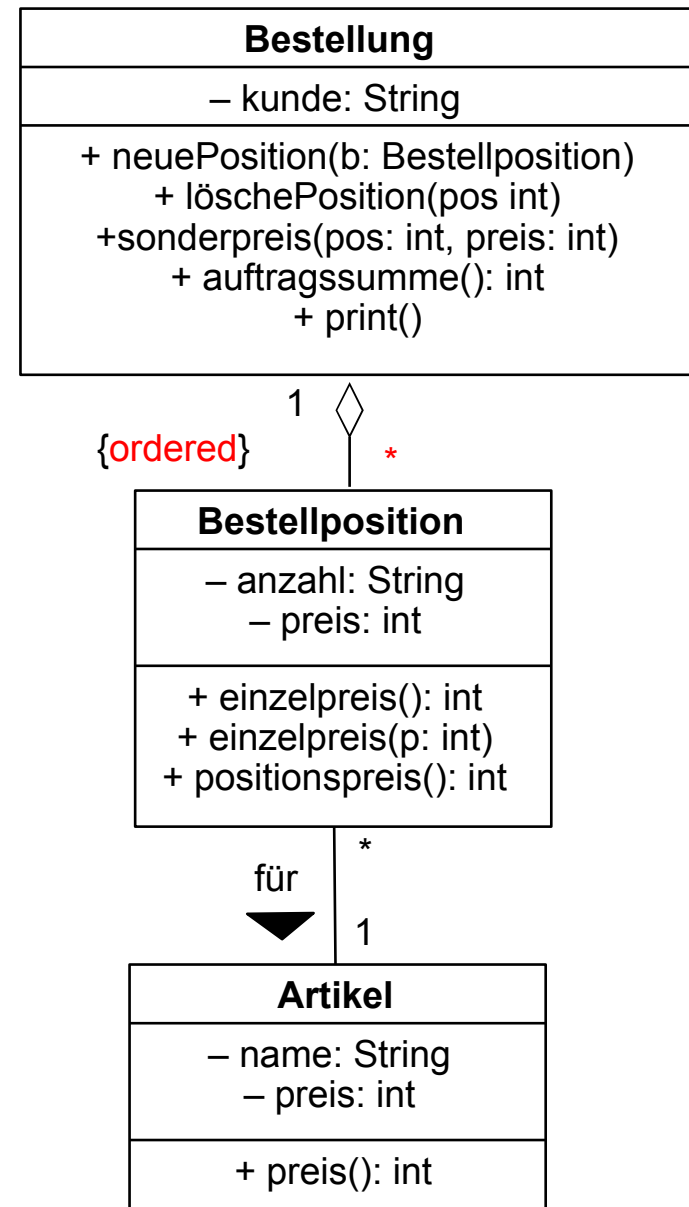 Bestellung
– kunde: String
+ neuePosition(b: Bestellposition)
+ löschePosition(pos int)
+sonderpreis(pos: int, preis: int)
+ auftragssumme(): int
+ print()
1
{ordered} *
Bestellposition
– anzahl: String
– preis: int
+ einzelpreis(): int
+ einzelpreis(p: int)
+ positionspreis(): int
*
für
1
Artikel
– name: String
– preis: int
+ preis(): int